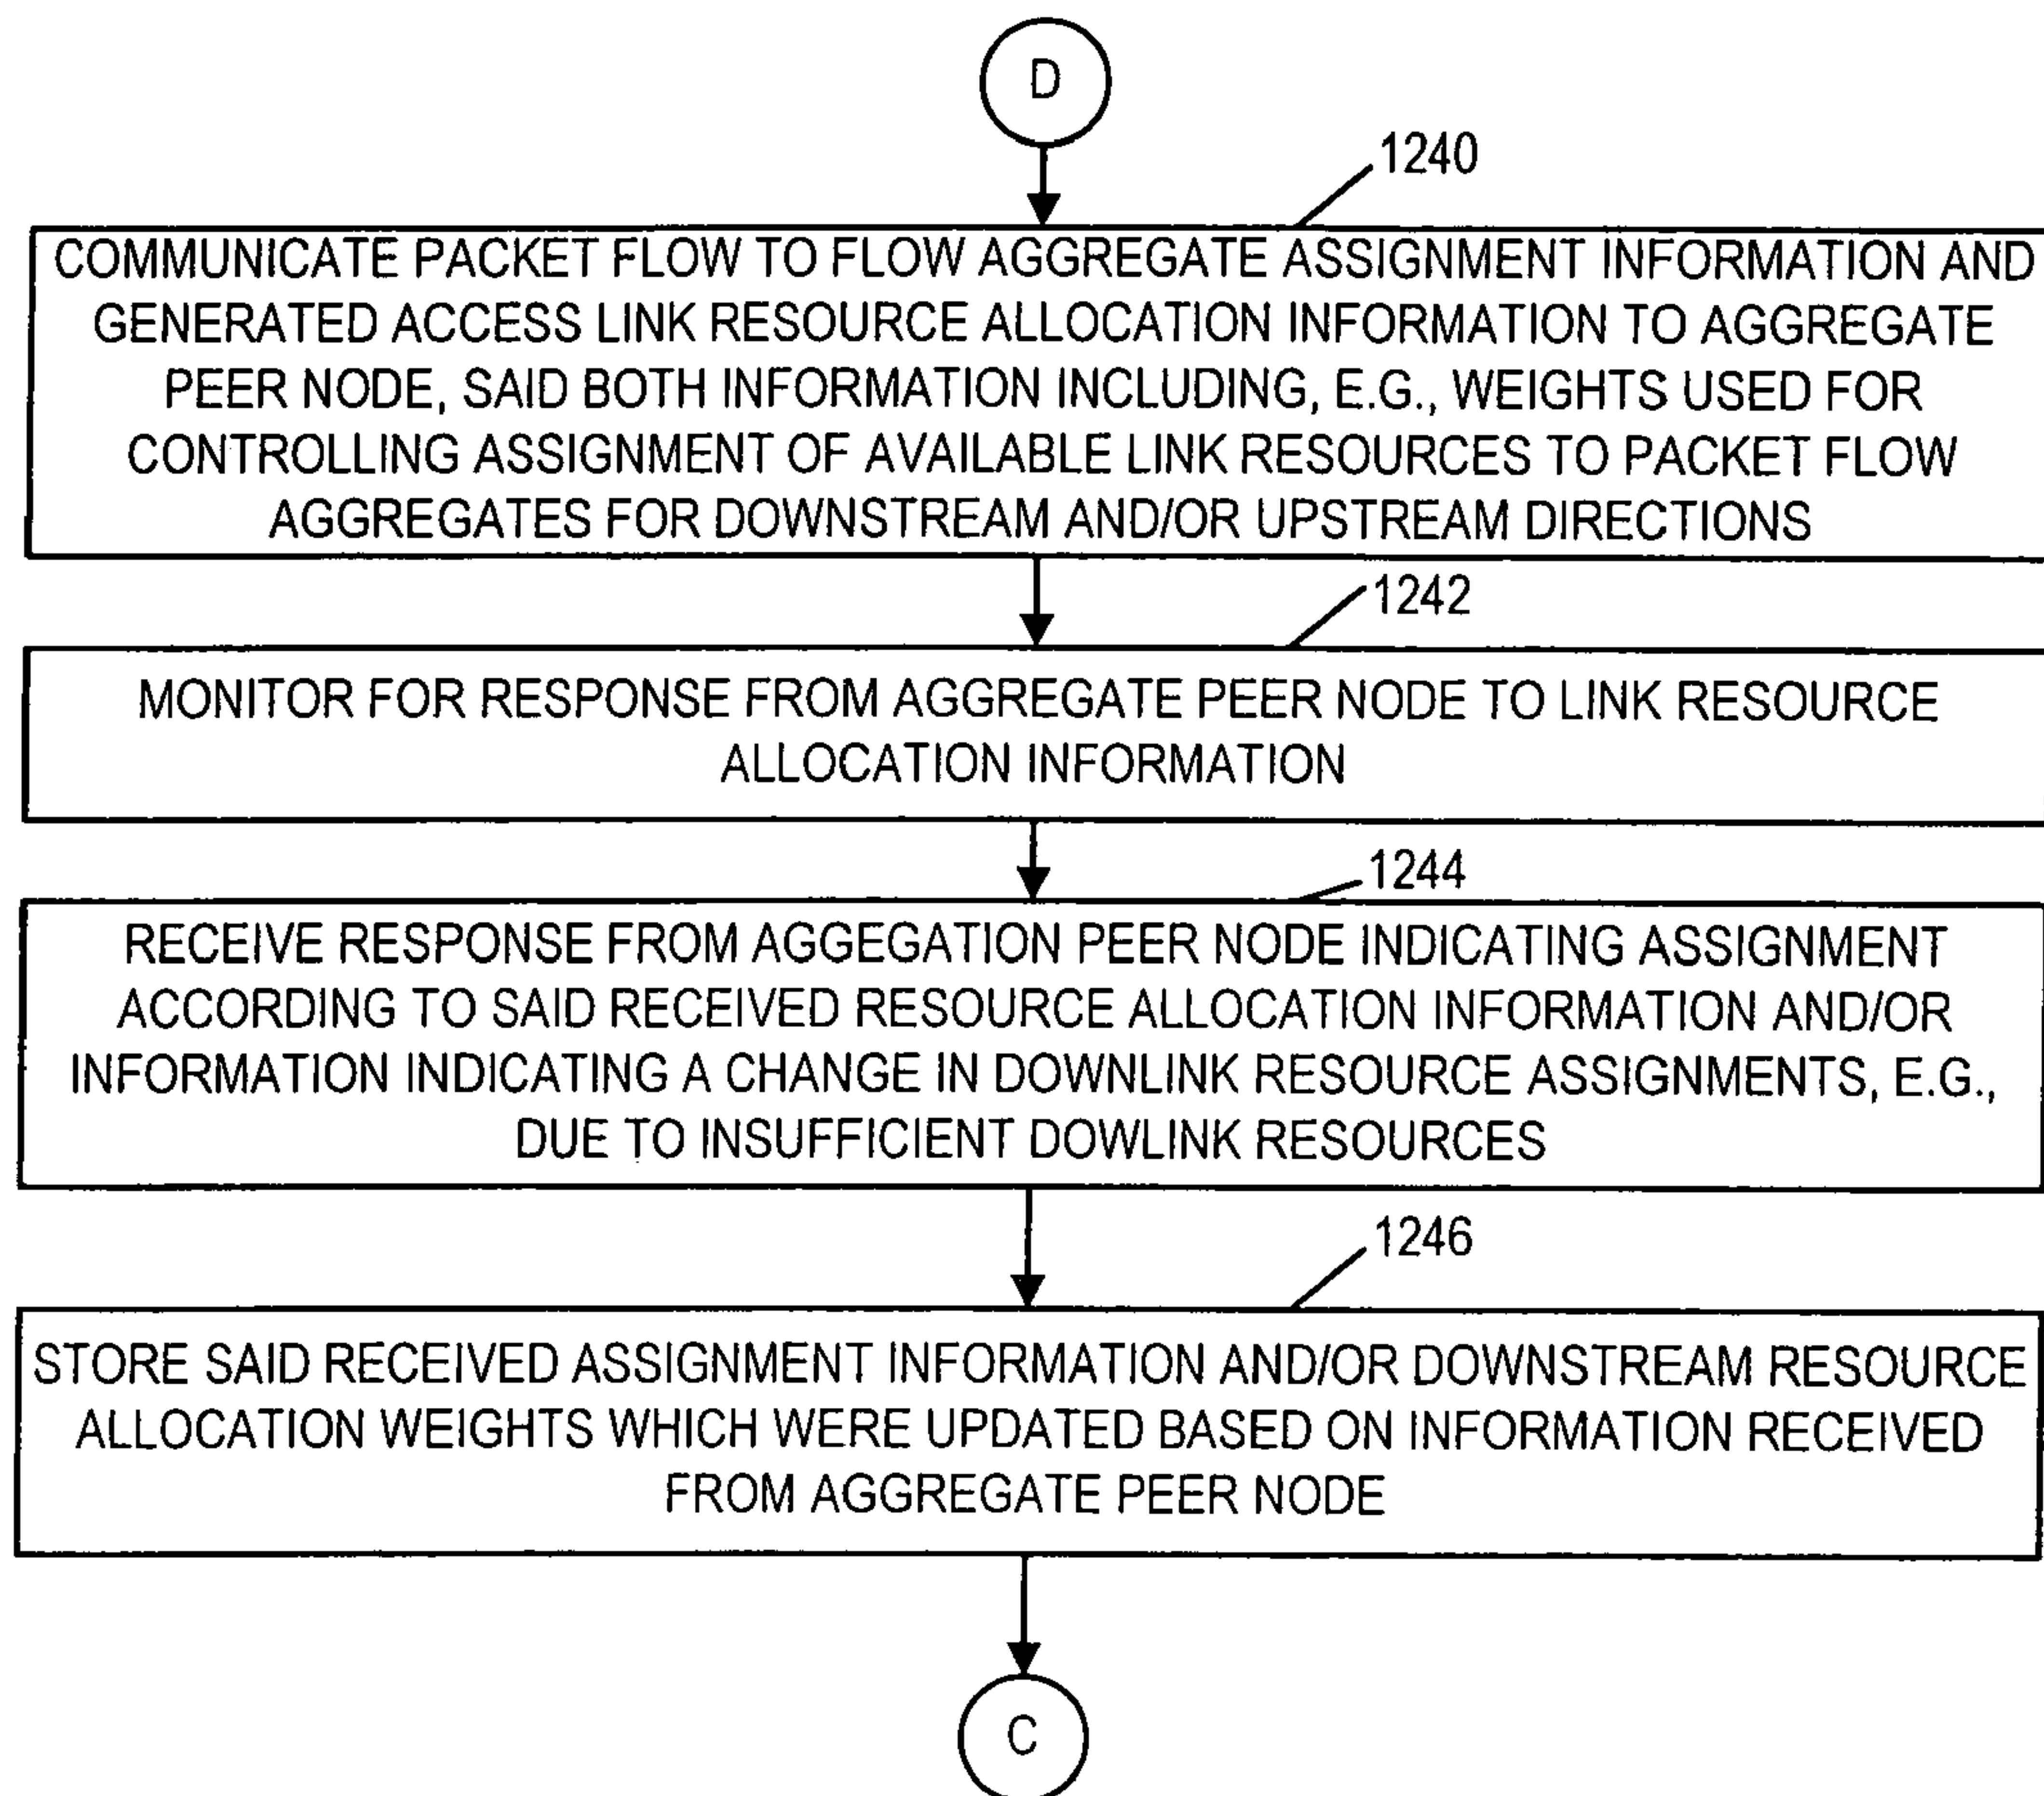 D
1240
COMMUNICATE PACKET FLOW TO FLOW AGGREGATE ASSIGNMENT INFORMATION AND
GENERATED ACCESS LINK RESOURCE ALLOCATION INFORMATION TO AGGREGATE
PEER NODE, SAID BOTH INFORMATION INCLUDING, E.G., WEIGHTS USED FOR
CONTROLLING ASSIGNMENT OF AVAILABLE LINK RESOURCES TO PACKET FLOW
AGGREGATES FOR DOWNSTREAM AND/OR UPSTREAM DIRECTIONS
1242
MONITOR FOR RESPONSE FROM AGGREGATE PEER NODE TO LINK RESOURCE
ALLOCATION INFORMATION
1244
RECEIVE RESPONSE FROM AGGEGATION PEER NODE INDICATING ASSIGNMENT
ACCORDING TO SAID RECEIVED RESOURCE ALLOCATION INFORMATION AND/OR
INFORMATION INDICATING A CHANGE IN DOWNLINK RESOURCE ASSIGNMENTS, E.G.,
DUE TO INSUFFICIENT DOWLINK RESOURCES
1246
STORE SAID RECEIVED ASSIGNMENT INFORMATION AND/OR DOWNSTREAM RESOURCE
ALLOCATION WEIGHTS WHICH WERE UPDATED BASED ON INFORMATION RECEIVED
FROM AGGREGATE PEER NODE
C